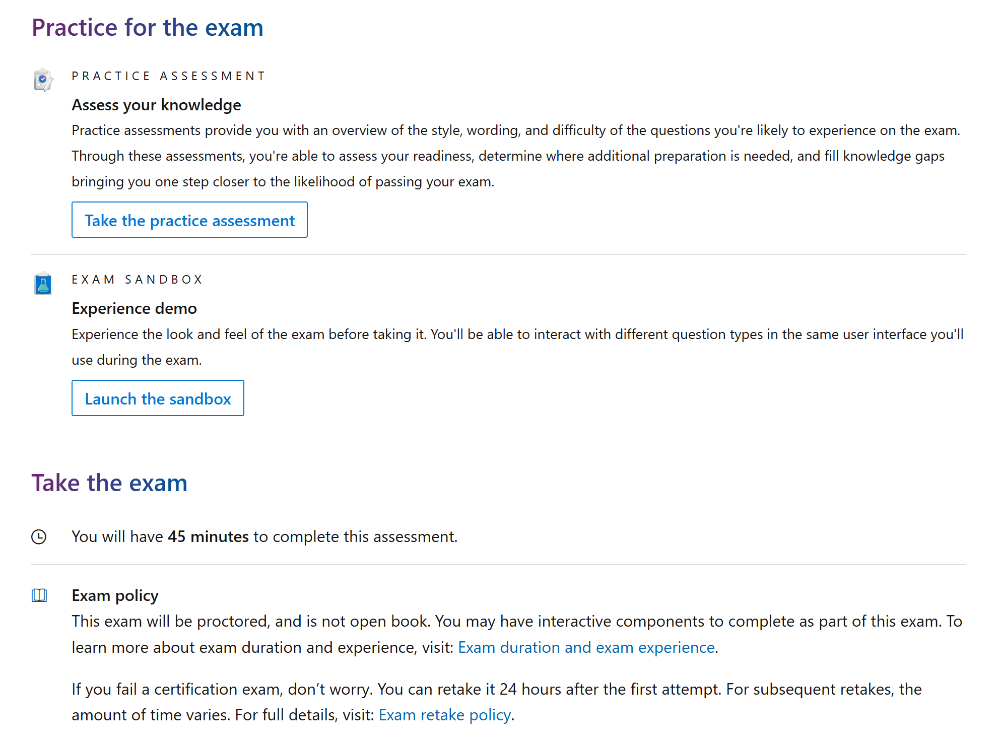 Practice for the exam
PRACTICE ASSESSMENT
Assess your knowledge
Practice assessments provide you with an overview of the style, wording, and difficulty of the questions you're likely to experience on the exam.
Through these assessments, you're able to assess your readiness, determine where additional preparation is needed, and fill knowledge gaps
bringing you one step closer to the likelihood of passing your exam.
Take the practice assessment
EXAM SANDBOX
Experience demo
Experience the look and feel of the exam before taking it. You'll be able to interact with different question types in the same user interface you'll
use during the exam.
Launch the sandbox
Take the exam
You will have 45 minutes to complete this assessment.
Exam policy
This exam will be proctored, and is not open book. You may have interactive components to complete as part of this exam. To
learn more about exam duration and experience, visit: Exam duration and exam experience.
If you fail a certification exam, don’t worry. You can retake it 24 hours after the first attempt. For subsequent retakes, the
amount of time varies. For full details, visit: Exam retake policy.